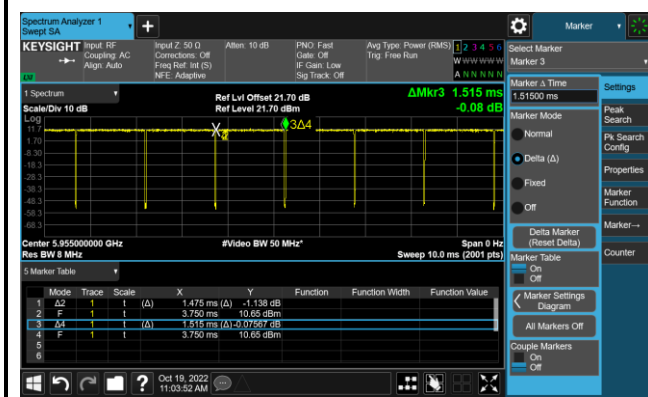 Spectrum Analyzer 1
Swept SA
+
Marker
KEYSIGHT
Input: RF
Coupling: AC
Align: Auto
Input Z: 50 Ω
Corrections: Off
Freq Ref: Int (S)
NFE: Adaptive
Atten: 10 dB
PNO: Fast
Gate: Off
IF Gain: Low
Sig Track: Off
Avg Type: Power (RMS)
Trig: Free Run
1 2 3 4 5 6
W W W W W W
A N N N N N
LW
Select Marker
Marker 3
1 Spectrum
Scale/Div 10 dB
Ref Lvl Offset 21.70 dB
Ref Level 21.70 dBm
ΔMkr3 1.515 ms
-0.08 dB
Log
11.7
1.70
-8.30
-18.3
-28.3
-38.3
-48.3
-58.3
-68.3
3Δ4
Center 5.955000000 GHz
Res BW 8 MHz
#Video BW 50 MHz*
Span 0 Hz
Sweep 10.0 ms (2001 pts)
5 Marker Table
Mode Trace Scale X Y Function Function Width Function Value
1 Δ2 1 t (Δ) 1.475 ms (Δ) -1.138 dB
2 F 1 t 3.750 ms 10.65 dBm
3 Δ4 1 t (Δ) 1.515 ms (Δ) -0.07567 dB
4 F 1 t 3.750 ms 10.65 dBm
5
6
Marker Δ Time
1.51500 ms
Marker Mode
Normal
Delta (Δ)
Fixed
Off
Delta Marker
(Reset Delta)
Marker Table
On
Off
Marker Settings
Diagram
All Markers Off
Couple Markers
On
Off
Settings
Peak
Search
Pk Search
Config
Properties
Marker
Function
Marker→
Counter
?
Oct 19, 2022
11:03:52 AM